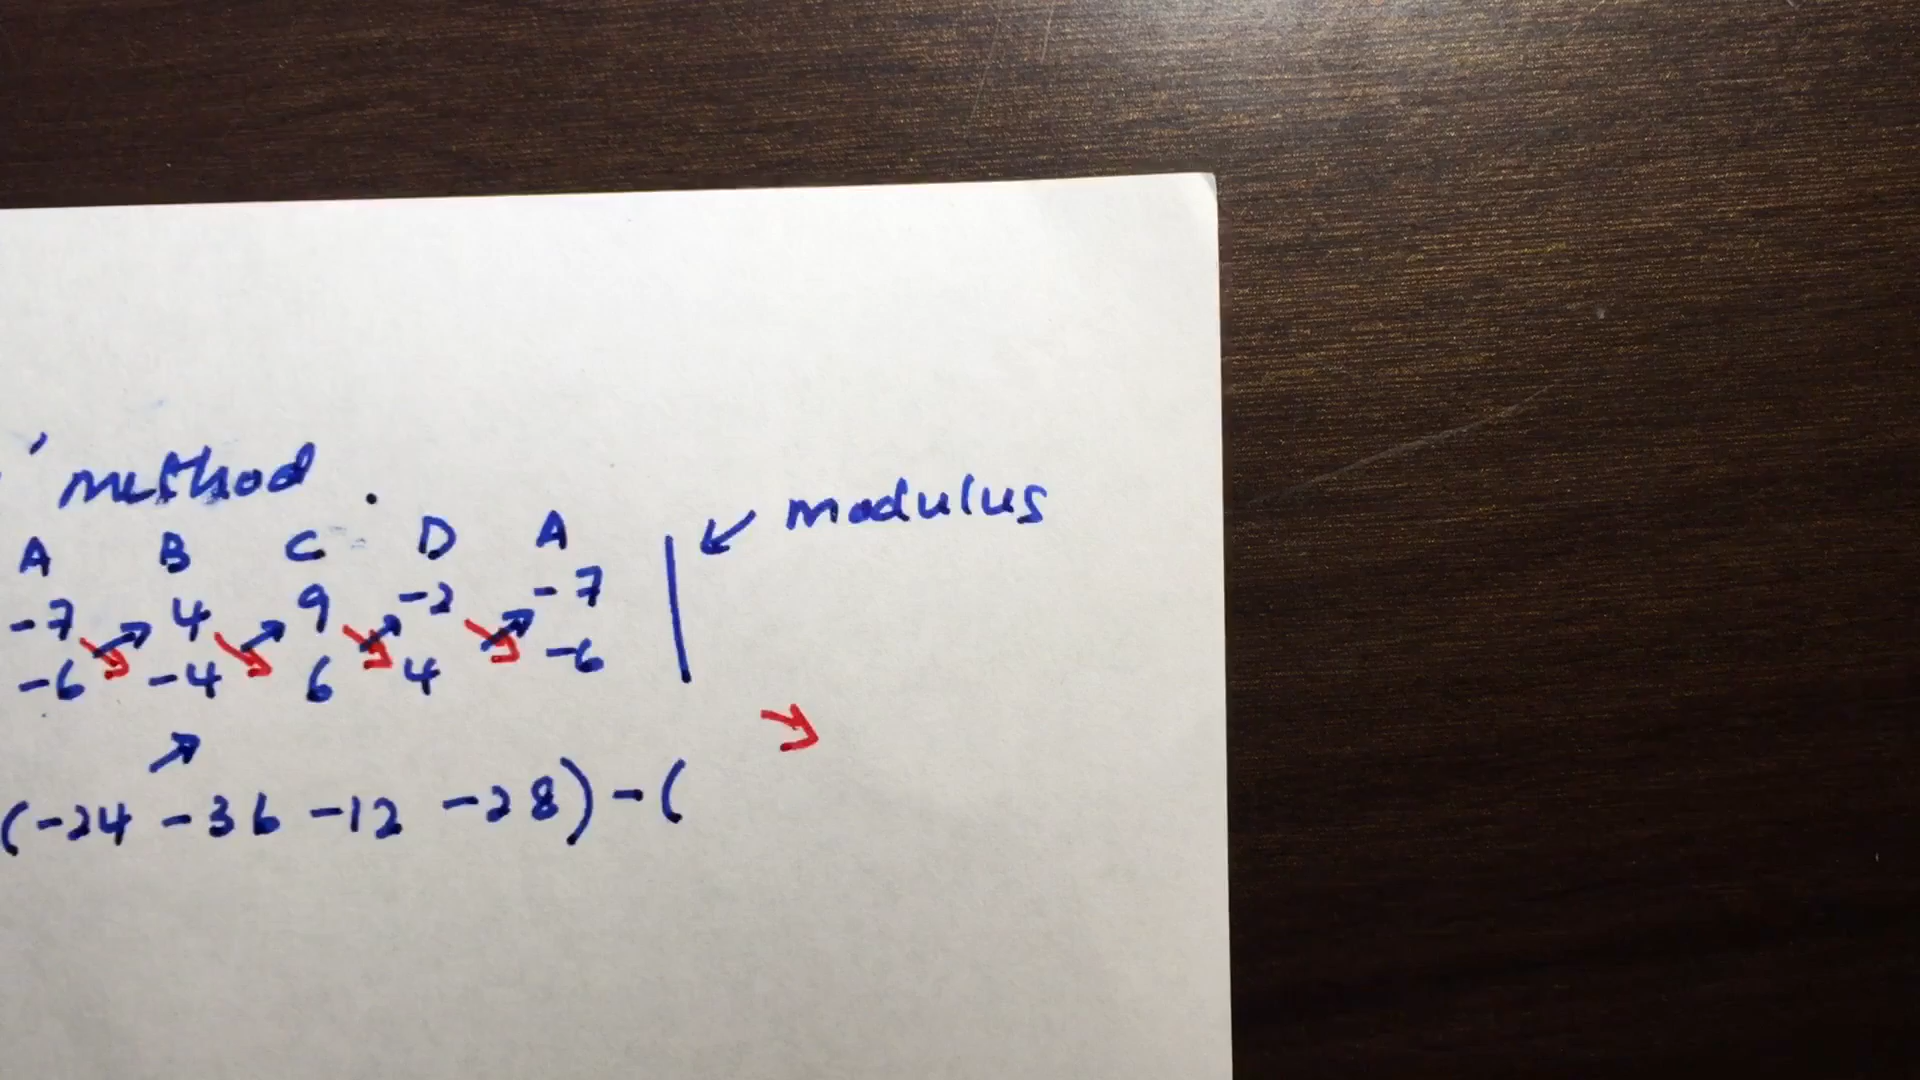 method.
modulus
A B C D A
-7 4 9 -2 -7
-6 -4 6 4 -6
(-24 -36 -12 -28) - (